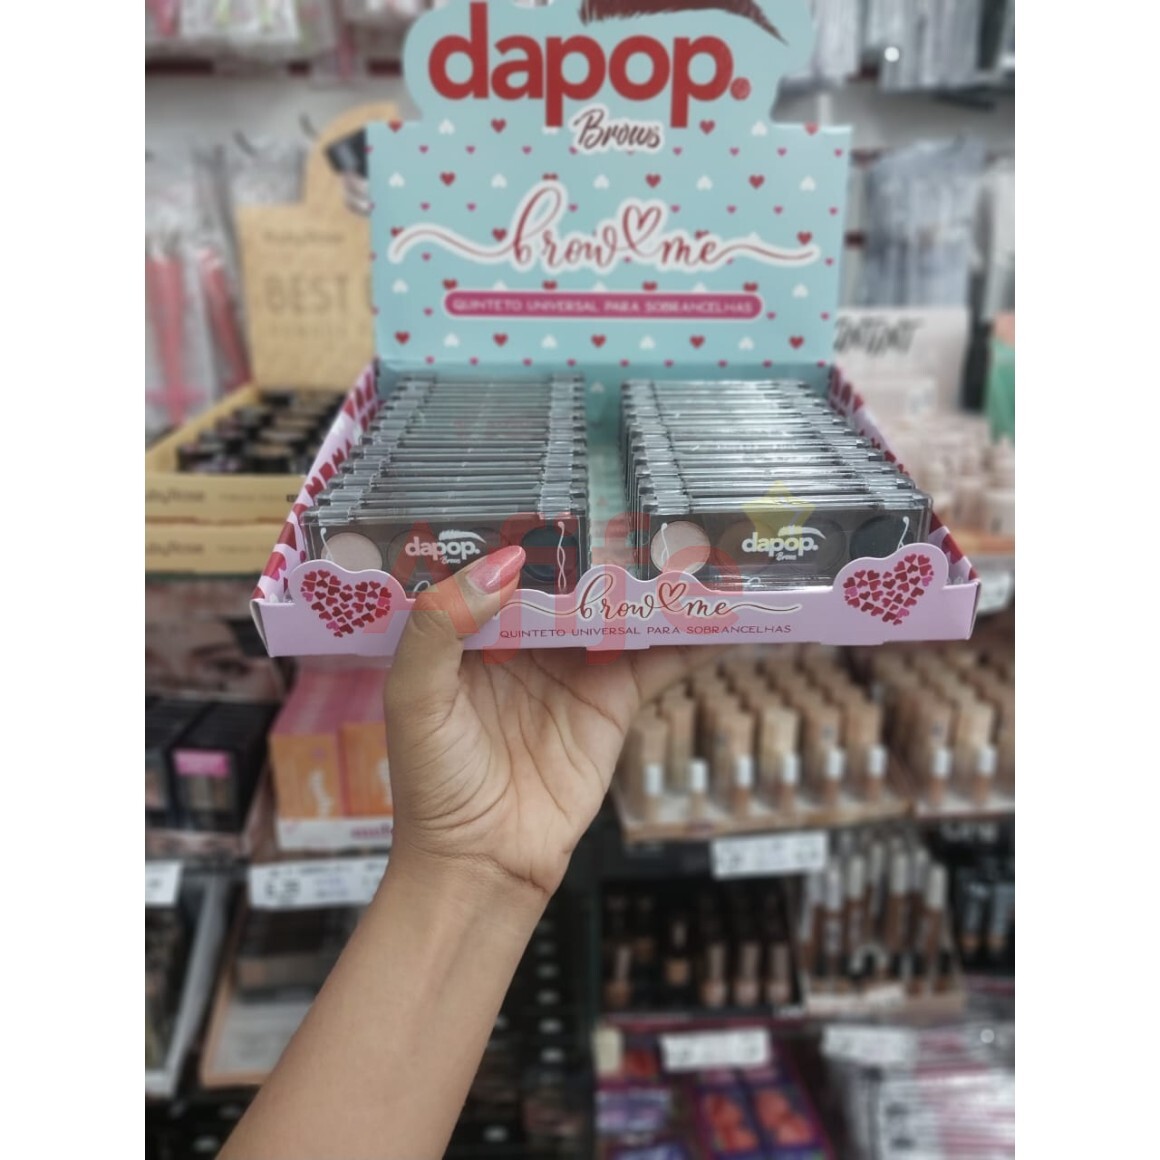 dapop®
Brows
brow me
QUINTETO UNIVERSAL PARA SOBRANCELHAS
BEST
dapop.
Brows
dapop.
Brows
Afife
brow me
QUINTETO UNIVERSAL PARA SOBRANCELHAS